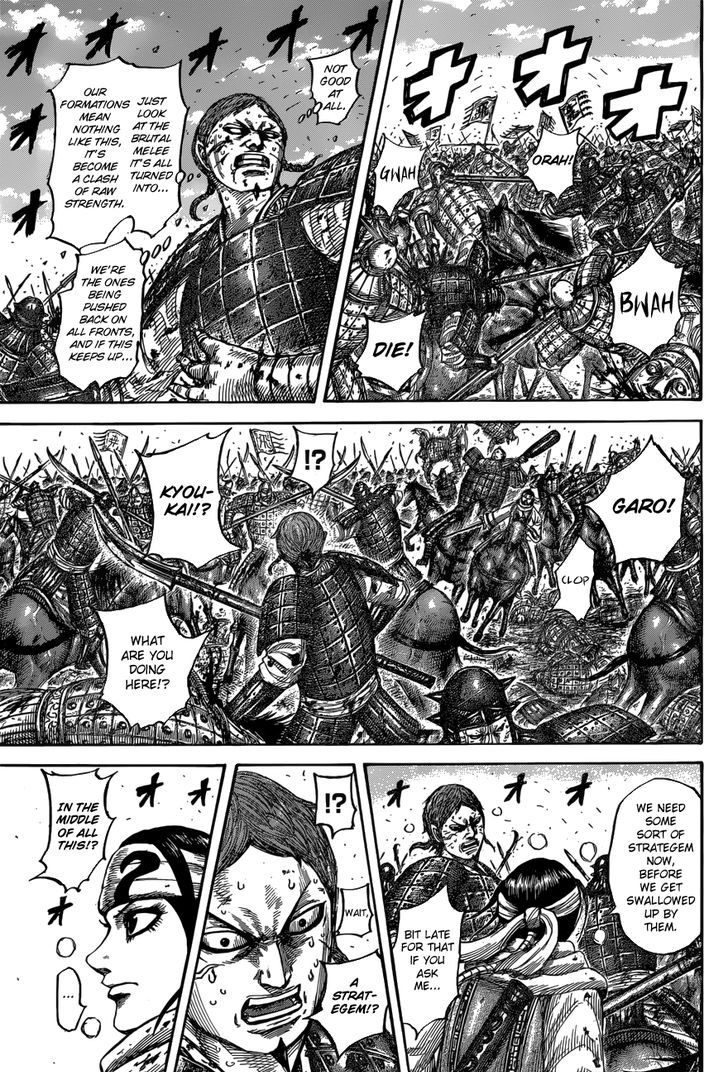 オ
オ
オ
ORAH!
GWAH
BWAH
DIE!
NOT
GOOD
AT
ALL.
JUST
LOOK
AT THE
BRUTAL
MELEE
IT'S ALL
TURNED
INTO...
OUR
FORMATIONS
MEAN
NOTHING
LIKE THIS,
IT'S
BECOME
A CLASH
OF RAW
STRENGTH.
WE'RE
THE ONES
BEING
PUSHED
BACK ON
ALL FRONTS,
AND IF THIS
KEEPS UP...
オ
オ
オ
オ
オ
オ
オ
GARO!
CLOP
!?
KYOU-
KAI!?
WHAT
ARE YOU
DOING
HERE!?
WE NEED
SOME
SORT OF
STRATEGEM
NOW,
BEFORE
WE GET
SWALLOWED
UP BY
THEM.
オ
オ
BIT LATE
FOR THAT
IF YOU
ASK
ME...
!?
WAIT,
A
STRAT-
EGEM!?
IN THE
MIDDLE
OF ALL
THIS!?
オ
オ
オ
...